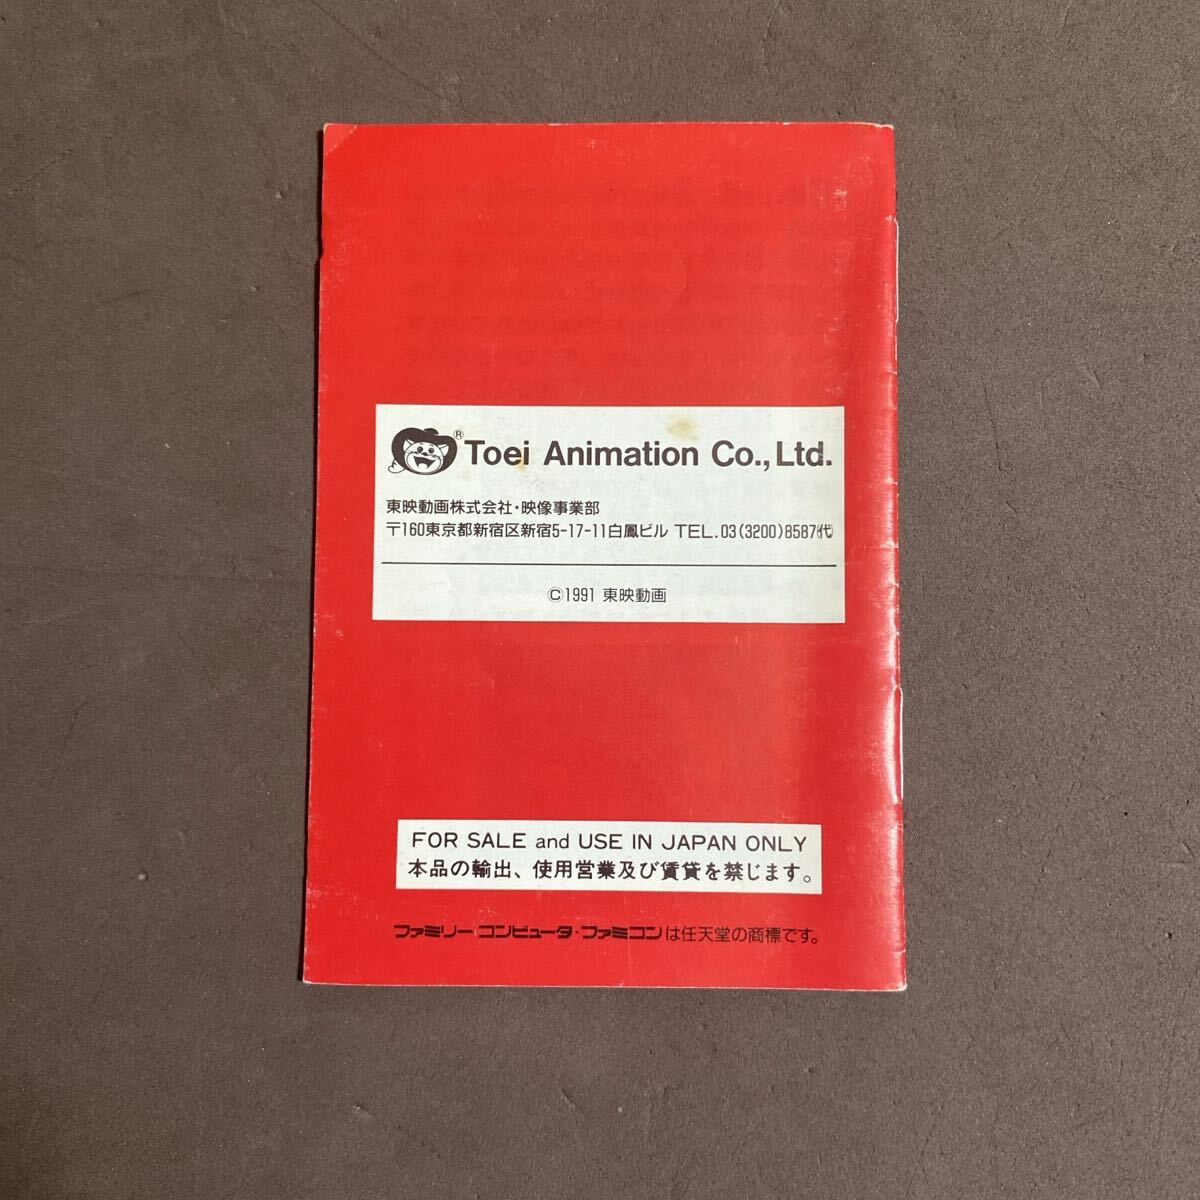 ® Toei Animation Co., Ltd.
東映動画株式会社・映像事業部
〒160東京都新宿区新宿5-17-11白鳳ビル TEL.03(3200)8587㈹
©1991 東映動画
FOR SALE and USE IN JAPAN ONLY
本品の輸出、使用営業及び賃貸を禁じます。
ファミリーコンピュータ・ファミコンは任天堂の商標です。